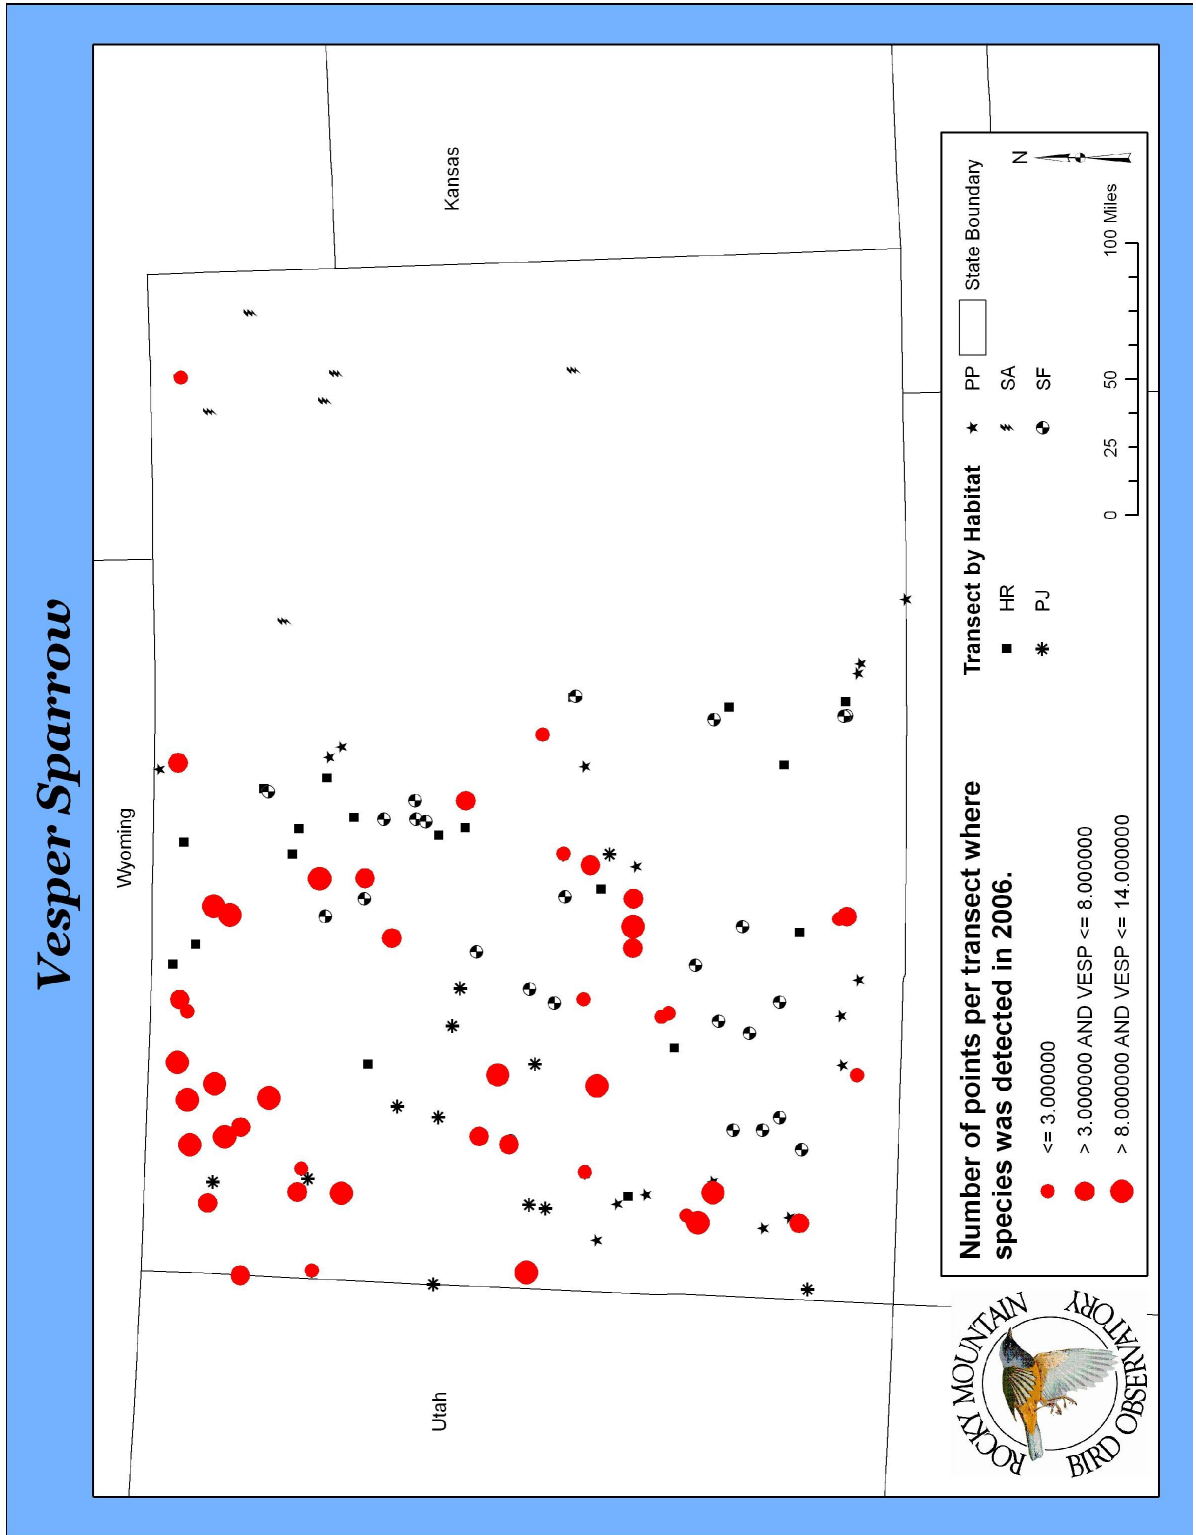 Vesper Sparrow
Wyoming
Kansas
Utah
Number of points per transect where
species was detected in 2006.
<= 3.000000
> 3.000000 AND VESP <= 8.000000
> 8.000000 AND VESP <= 14.000000
Transect by Habitat
HR
PJ
PP
SA
SF
State Boundary
N
0 25 50 100 Miles
ROCKY MOUNTAIN
BIRD OBSERVATORY